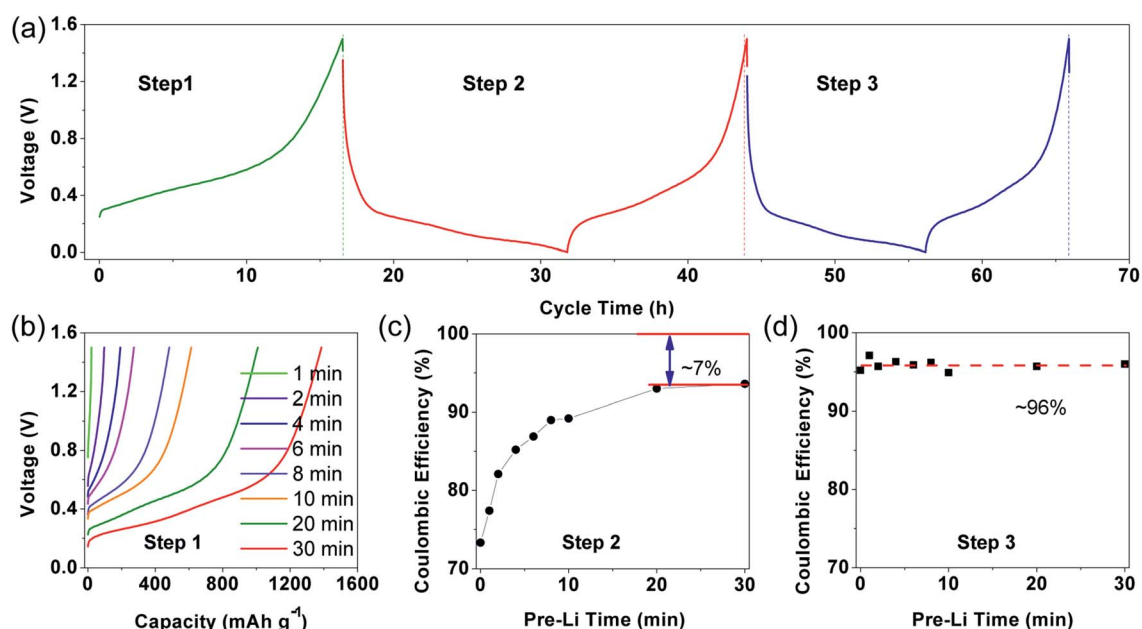 (a)
1.6
1.2
0.8
0.4
0.0
Voltage (V)
Step1
Step 2
Step 3
0 10 20 30 40 50 60 70
Cycle Time (h)
(b)
1.6
1.2
0.8
0.4
0.0
Voltage (V)
1 min
2 min
4 min
6 min
8 min
10 min
20 min
30 min
Step 1
0 400 800 1200 1600
Capacity (mAh g⁻¹)
(c)
100
90
80
70
Coulombic Efficiency (%)
~7%
Step 2
0 10 20 30
Pre-Li Time (min)
(d)
100
90
80
70
Coulombic Efficiency (%)
~96%
Step 3
0 10 20 30
Pre-Li Time (min)